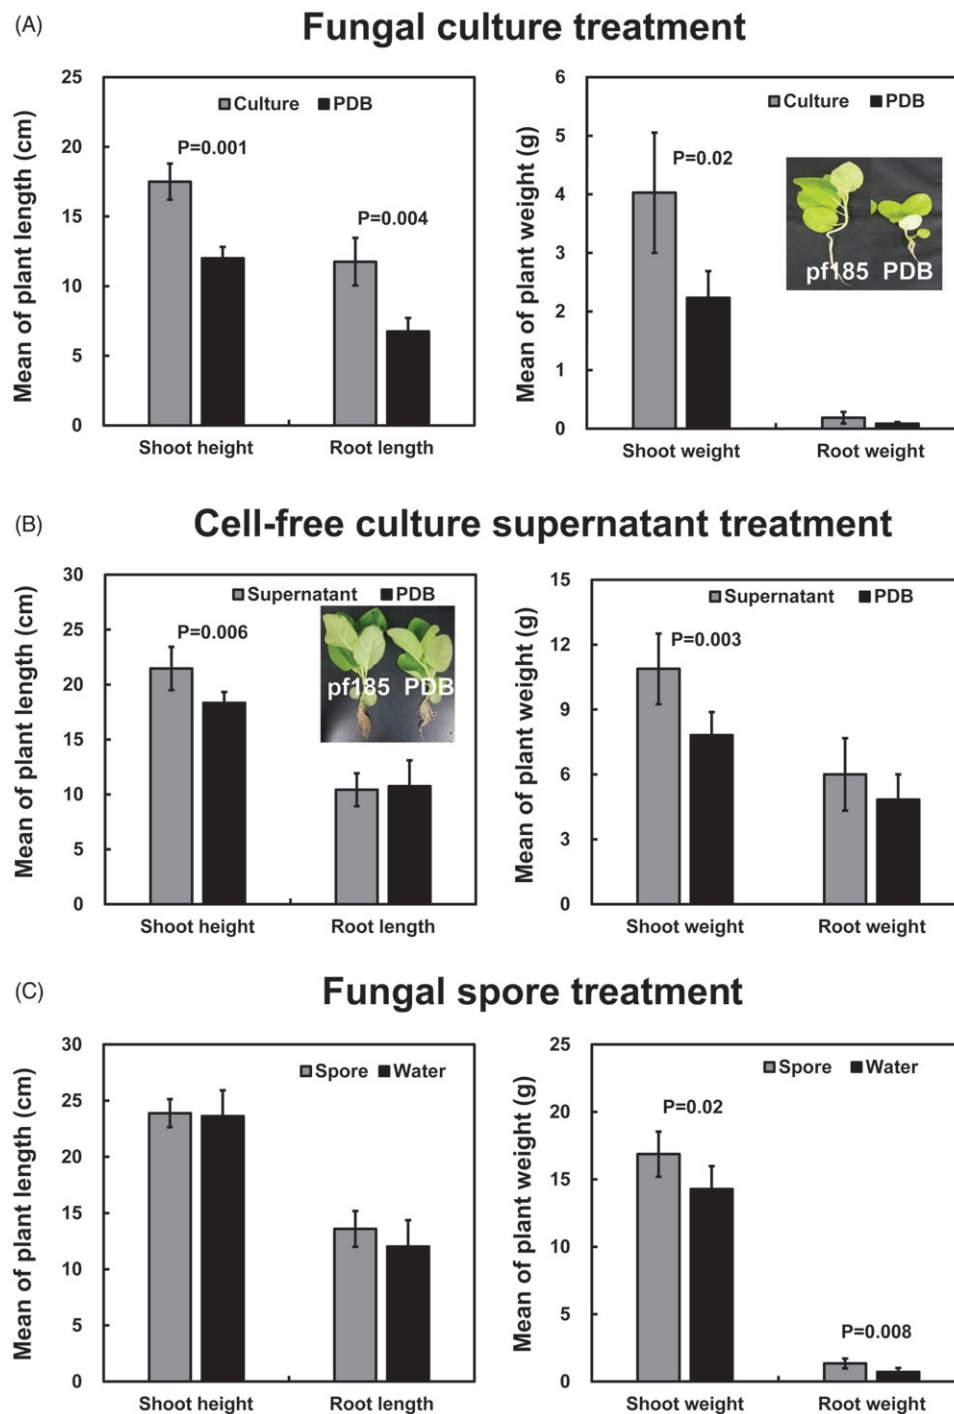 (A)
Fungal culture treatment
Mean of plant length (cm)
25
20
15
10
5
0
Culture PDB
P=0.001
P=0.004
Shoot height Root length
Mean of plant weight (g)
6
5
4
3
2
1
0
Culture PDB
P=0.02
pf185 PDB
Shoot weight Root weight
(B)
Cell-free culture supernatant treatment
Mean of plant length (cm)
30
25
20
15
10
5
0
Supernatant PDB
P=0.006
pf185 PDB
Shoot height Root length
Mean of plant weight (g)
15
12
9
6
3
0
Supernatant PDB
P=0.003
Shoot weight Root weight
(C)
Fungal spore treatment
Mean of plant length (cm)
30
25
20
15
10
5
0
Spore Water
Shoot height Root length
Mean of plant weight (g)
25
20
15
10
5
0
Spore Water
P=0.02
P=0.008
Shoot weight Root weight